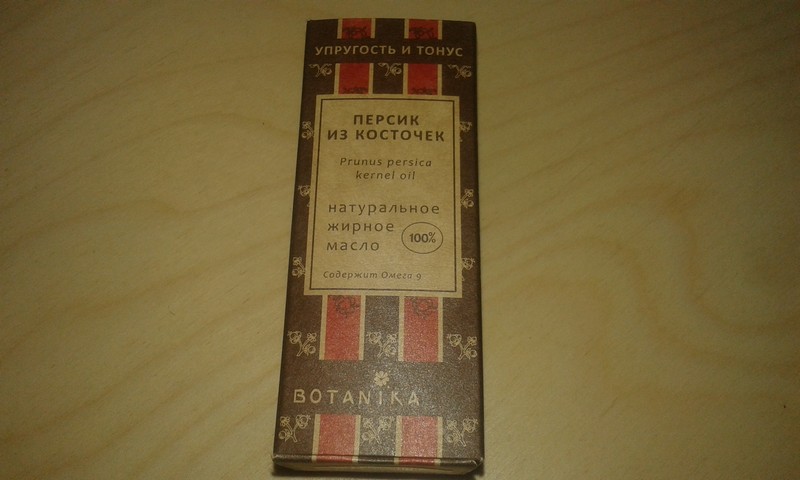 УПРУГОСТЬ И ТОНУС
ПЕРСИК
ИЗ КОСТОЧЕК
Prunus persica
kernel oil
натуральное
жирное
масло
100%
Содержит Омега 9
BOTANIKA